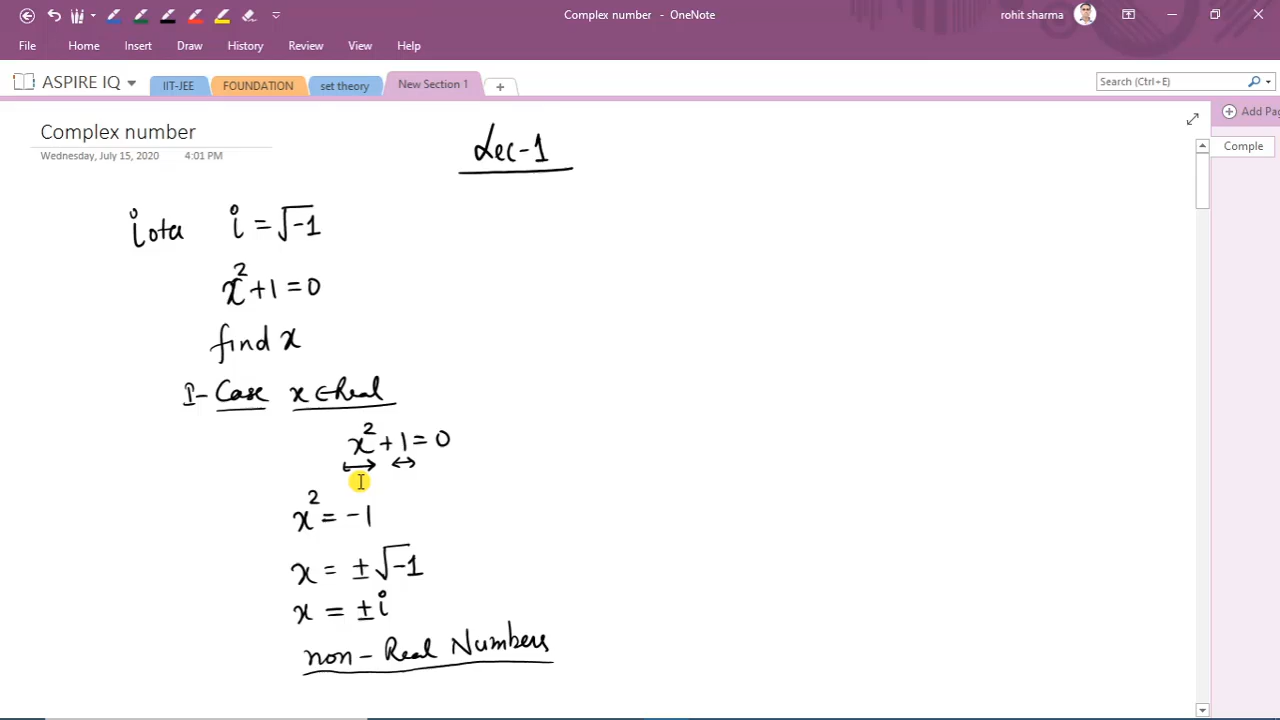 Complex number - OneNote
rohit sharma
File Home Insert Draw History Review View Help
ASPIRE IQ IIT-JEE FOUNDATION set theory New Section 1 +
Search (Ctrl+E)
Add Pag
Comple
Complex number
Wednesday, July 15, 2020 4:01 PM
Lec-1
iota i = √-1
x² + 1 = 0
find x
I- Case x ∈ Real
x² + 1 = 0
x² = -1
x = ± √-1
x = ± i
non - Real Numbers